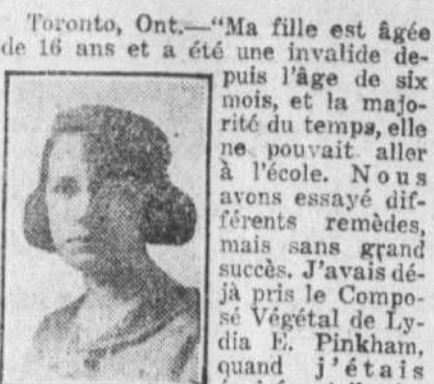 Toronto, Ont.—“Ma fille est âgée
de 16 ans et a été une invalide de-
puis l'âge de six
mois, et la majo-
rité du temps, elle
ne pouvait aller
à l'école. Nous
avons essayé dif-
férents remèdes,
mais sans grand
succès. J'avais dé-
jà pris le Compo-
sé Végétal de Ly-
dia E. Pinkham,
quand j'étais